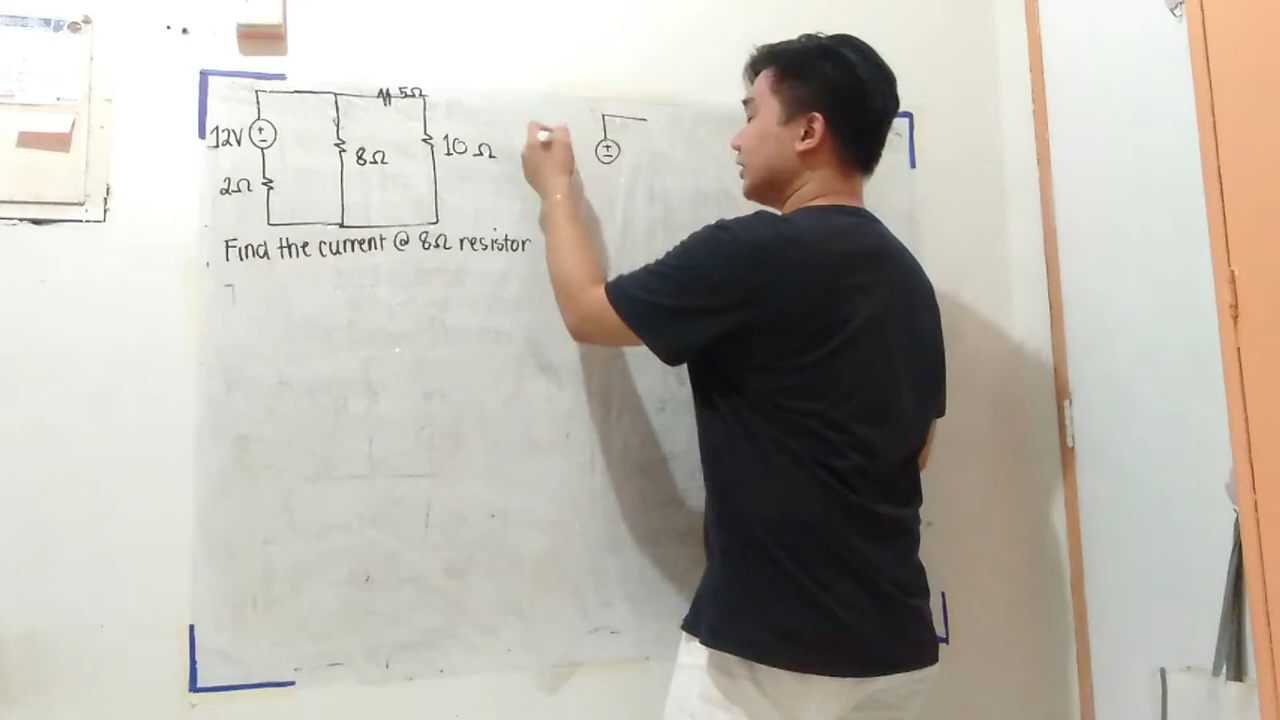 5Ω
12V
8Ω
10 Ω
2Ω
Find the current @ 8Ω resistor